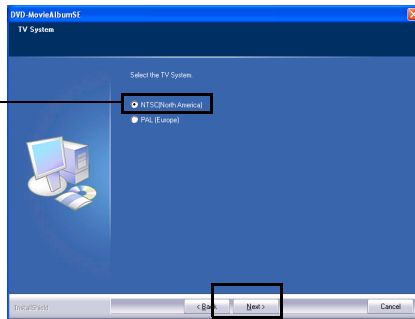 DVD-MovieAlbumSE
TV System
Select the TV System.
NTSC(North America)
PAL (Europe)
InstallShield
< Back
Next >
Cancel